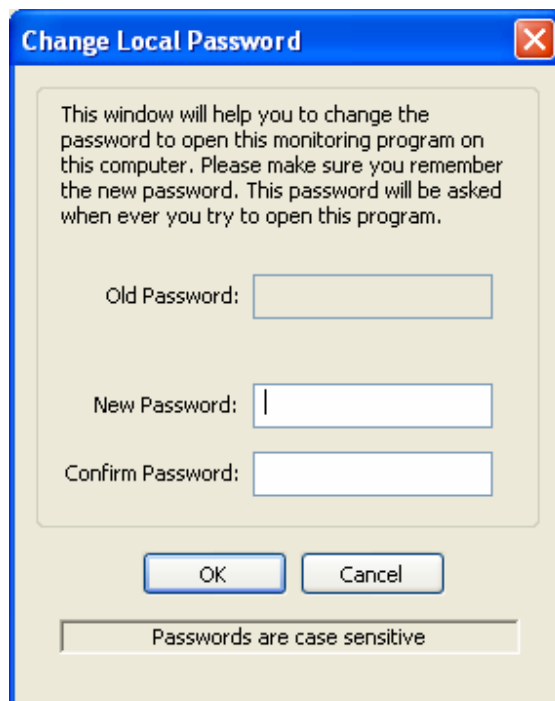 Change Local Password
This window will help you to change the
password to open this monitoring program on
this computer. Please make sure you remember
the new password. This password will be asked
when ever you try to open this program.
Old Password:
New Password:
Confirm Password:
OK Cancel
Passwords are case sensitive